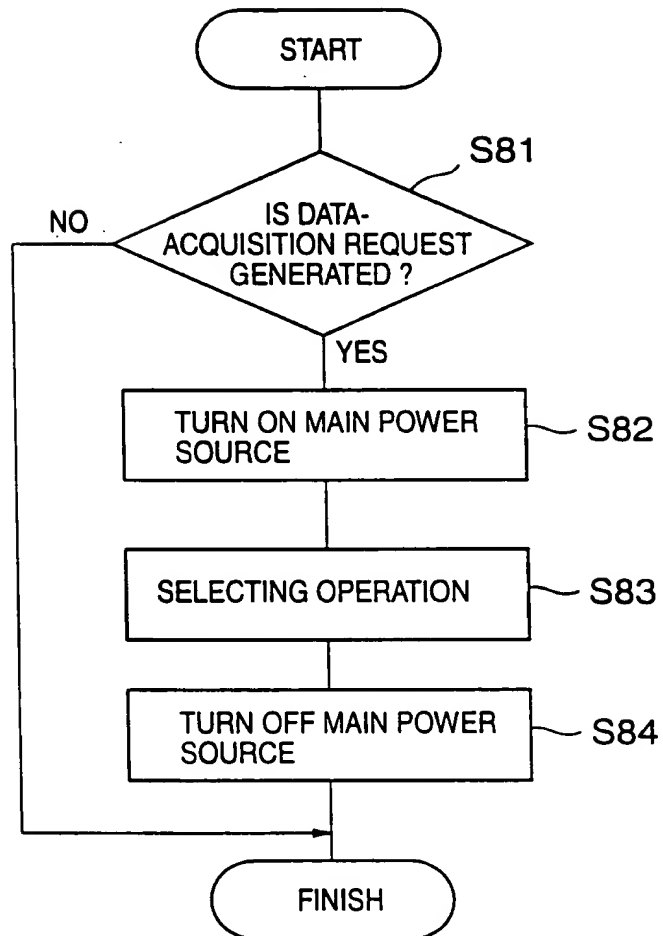 START
S81
IS DATA-
ACQUISITION REQUEST
GENERATED ?
NO
YES
TURN ON MAIN POWER
SOURCE
S82
SELECTING OPERATION
S83
TURN OFF MAIN POWER
SOURCE
S84
FINISH